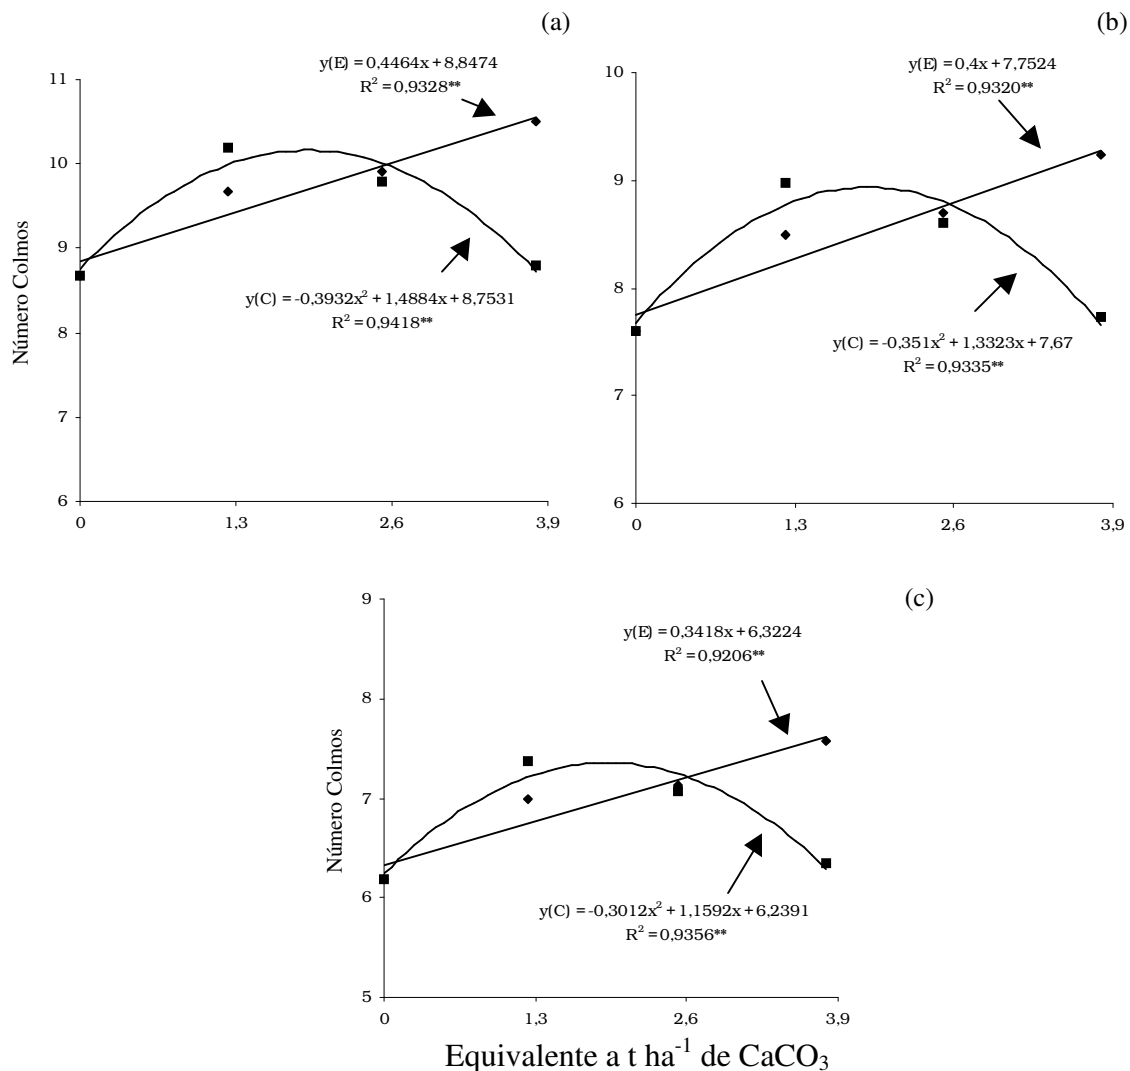 (a)
y(E) = 0,4464x + 8,8474
R² = 0,9328**
11
10
9
8
7
6
Número Colmos
y(C) = -0,3932x² + 1,4884x + 8,7531
R² = 0,9418**
0 1,3 2,6 3,9
(b)
y(E) = 0,4x + 7,7524
R² = 0,9320**
10
9
8
7
6
y(C) = -0,351x² + 1,3323x + 7,67
R² = 0,9335**
0 1,3 2,6 3,9
(c)
y(E) = 0,3418x + 6,3224
R² = 0,9206**
9
8
7
6
5
Número Colmos
y(C) = -0,3012x² + 1,1592x + 6,2391
R² = 0,9356**
0 1,3 2,6 3,9
Equivalente a t ha⁻¹ de CaCO₃